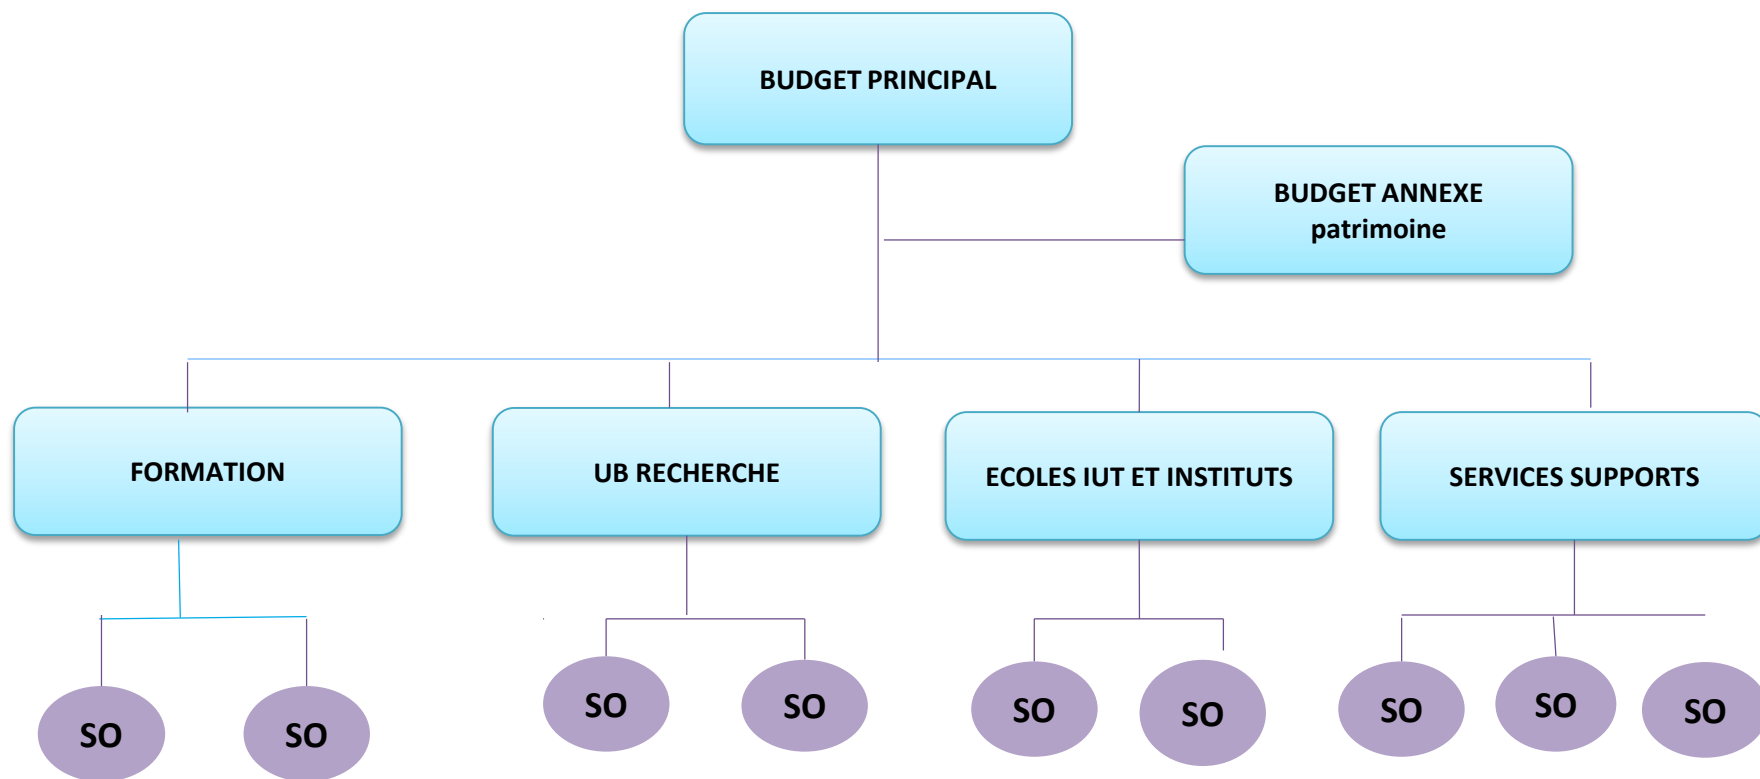 BUDGET PRINCIPAL
BUDGET ANNEXE
patrimoine
FORMATION
UB RECHERCHE
ECOLES IUT ET INSTITUTS
SERVICES SUPPORTS
SO
SO
SO
SO
SO
SO
SO
SO
SO